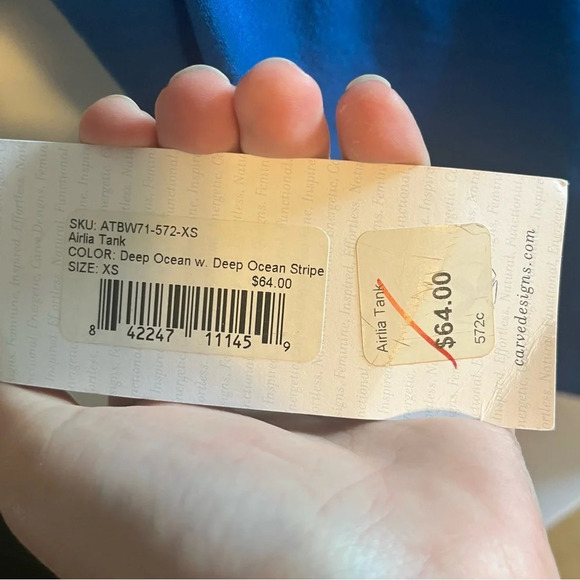 SKU: ATBW71-572-XS
Airlia Tank
COLOR: Deep Ocean w. Deep Ocean Stripe
SIZE: XS $64.00
8 42247 11145 9
Airlia Tank
$64.00
572c
carvedesigns.com